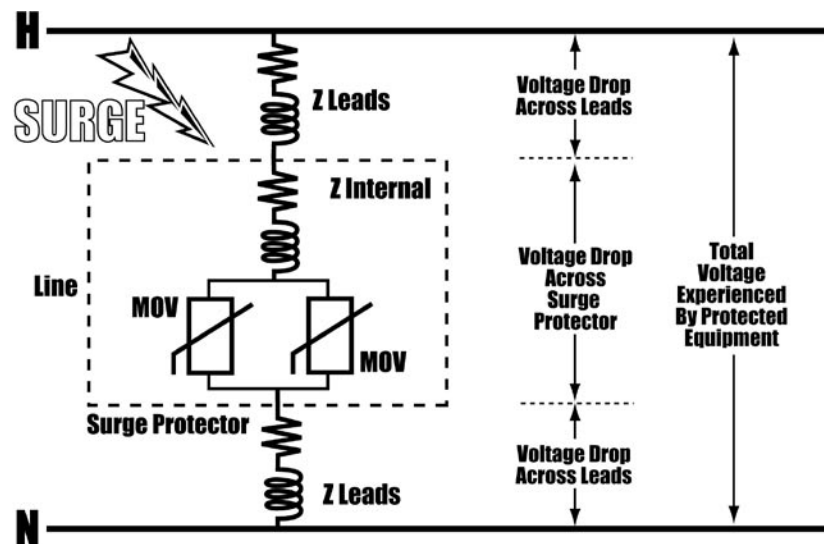 H
SURGE
Z Leads
Voltage Drop
Across Leads
Z Internal
Line
MOV
MOV
Voltage Drop
Across
Surge
Protector
Total
Voltage
Experienced
By Protected
Equipment
Surge Protector
Z Leads
Voltage Drop
Across Leads
N